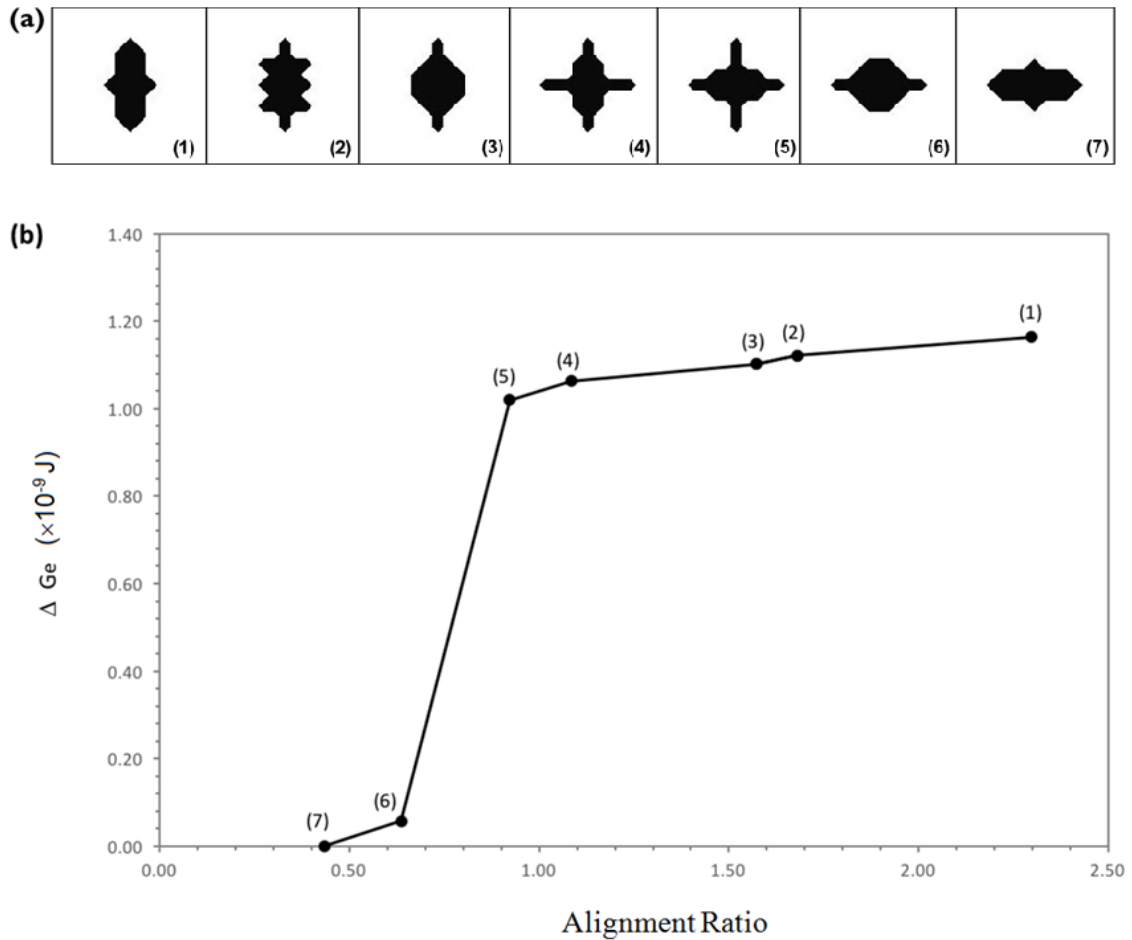 (a)
(1) (2) (3) (4) (5) (6) (7)
(b)
1.40
1.20
1.00
0.80
0.60
0.40
0.20
0.00
Δ Ge (×10⁻⁹ J)
(1)
(2)
(3)
(4)
(5)
(6)
(7)
0.00 0.50 1.00 1.50 2.00 2.50
Alignment Ratio